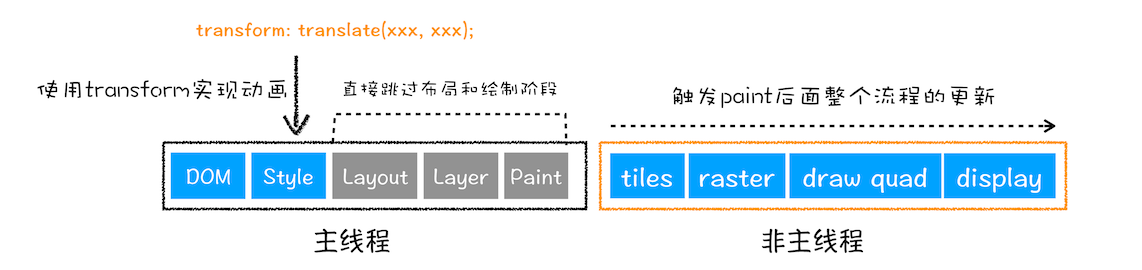 transform: translate(xxx, xxx);
使用transform实现动画
直接跳过布局和绘制阶段
触发paint后面整个流程的更新
DOM Style Layout Layer Paint
tiles raster draw quad display
主线程
非主线程